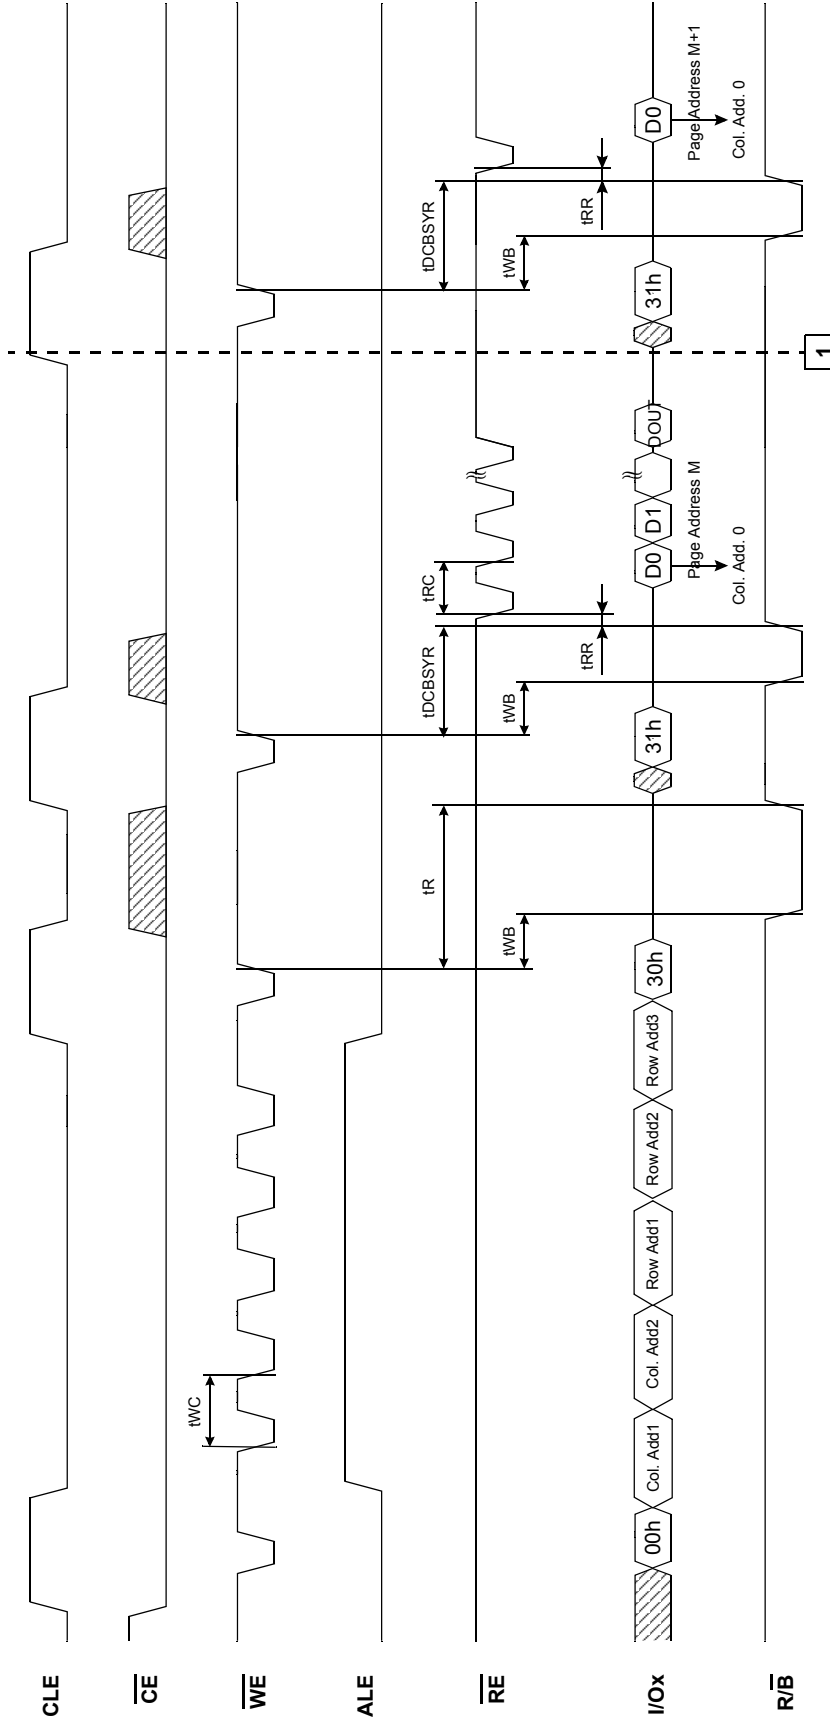 CLE
CE
tWC
WE
ALE
tR
tDCBSYR
tDCBSYR
tWB
tWB
tWB
tRC
RE
tRR
tRR
I/Ox
00h
Col. Add1
Col. Add2
Row Add1
Row Add2
Row Add3
30h
31h
D0
D1
DOUT
31h
D0
Page Address M
Page Address M+1
Col. Add. 0
Col. Add. 0
R/B
1